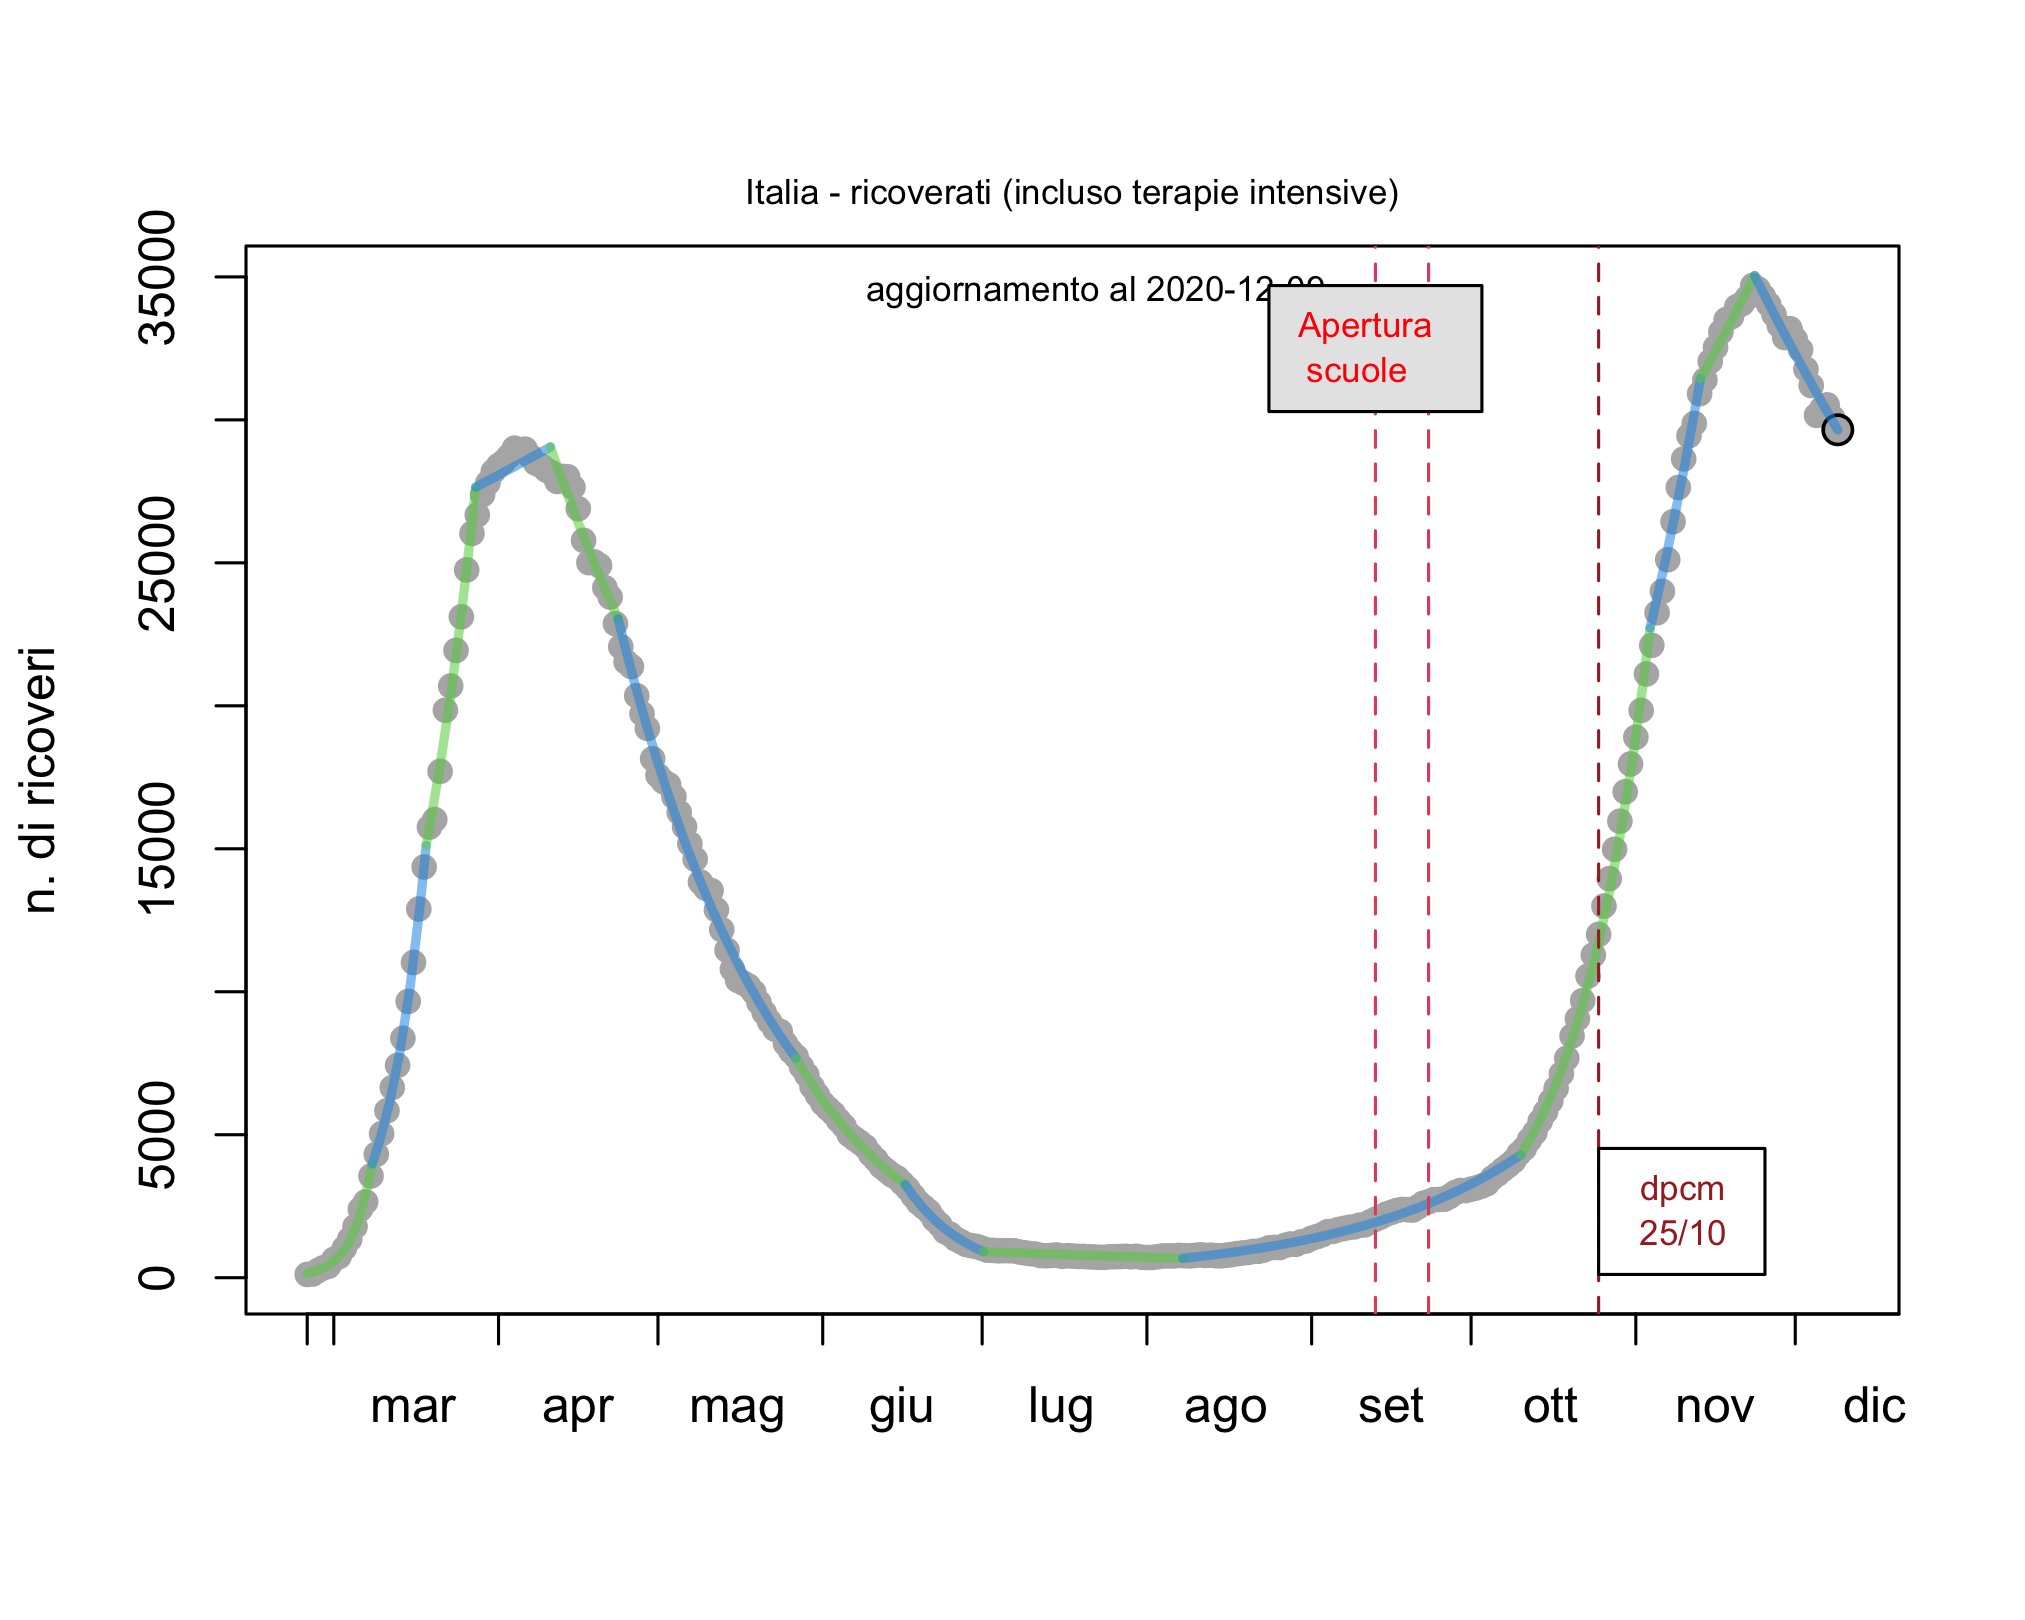 Italia - ricoverati (incluso terapie intensive)
aggiornamento al 2020-12-09
Apertura
scuole
n. di ricoveri
35000
25000
15000
5000
0
dpcm
25/10
mar apr mag giu lug ago set ott nov dic